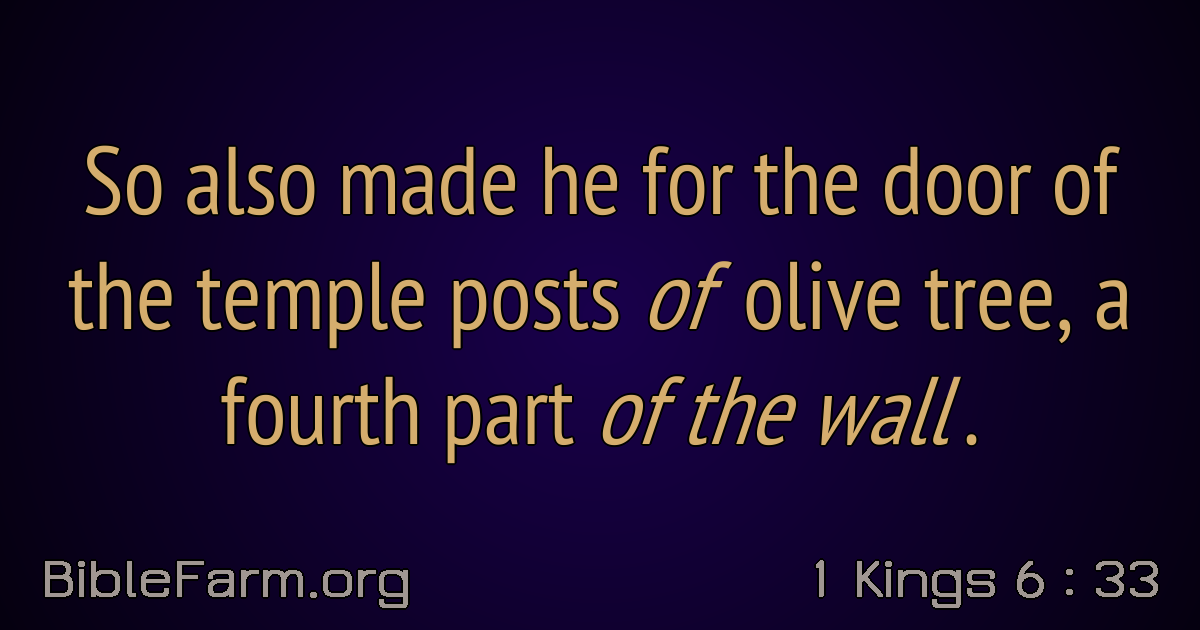 So also made he for the door of
the temple posts of olive tree, a
fourth part of the wall .
BibleFarm.org
1 Kings 6 : 33